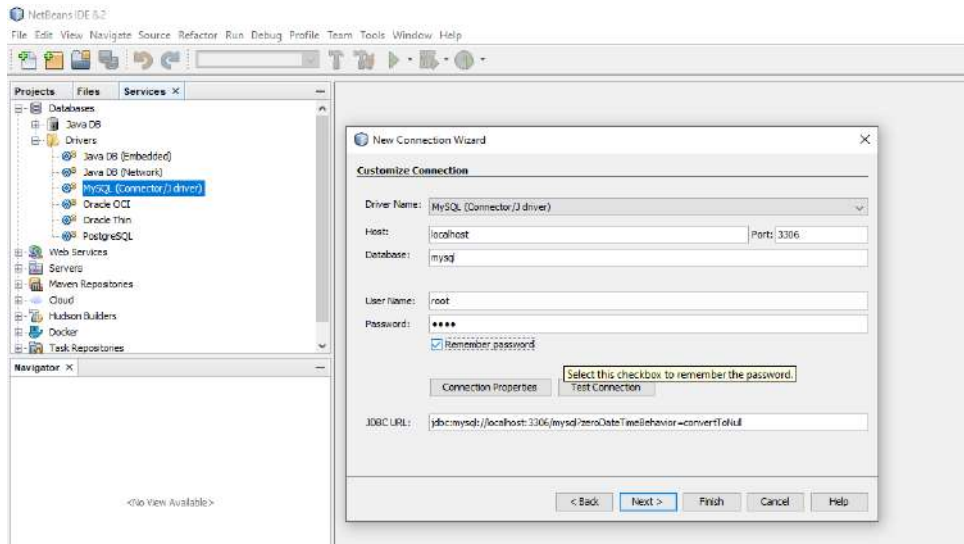 NetBeans IDE 8.2
File Edit View Navigate Source Refactor Run Debug Profile Team Tools Window Help
Projects Files Services
Databases
Java DB
Drivers
Java DB (Embedded)
Java DB (Network)
MySQL (Connector/J driver)
Oracle OCI
Oracle Thin
PostgreSQL
Web Services
Servers
Maven Repositories
Cloud
Hudson Builders
Docker
Task Repositories
Navigator
<No View Available>
New Connection Wizard
Customize Connection
Driver Name: MySQL (Connector/J driver)
Host: localhost Port: 3306
Database: mysql
User Name: root
Password: ●●●●
Remember password
Select this checkbox to remember the password.
Connection Properties Test Connection
JDBC URL: jdbc:mysql://localhost:3306/mysql?zeroDateTimeBehavior=convertToNull
< Back Next > Finish Cancel Help